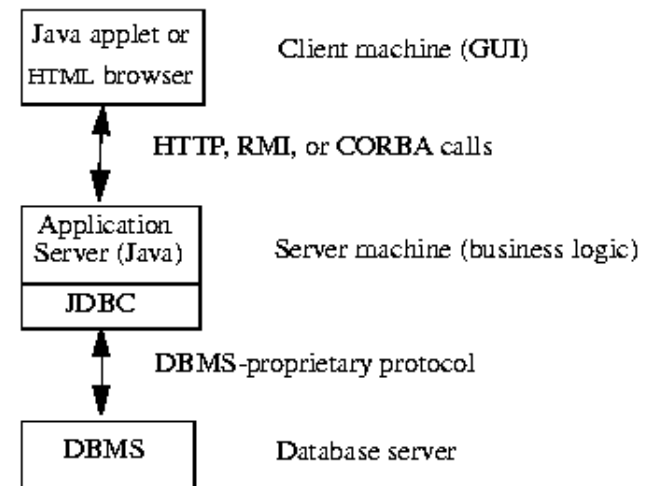 Java applet or
HTML browser
Client machine (GUI)
HTTP, RMI, or CORBA calls
Application
Server (Java)
JDBC
Server machine (business logic)
DBMS-proprietary protocol
DBMS
Database server